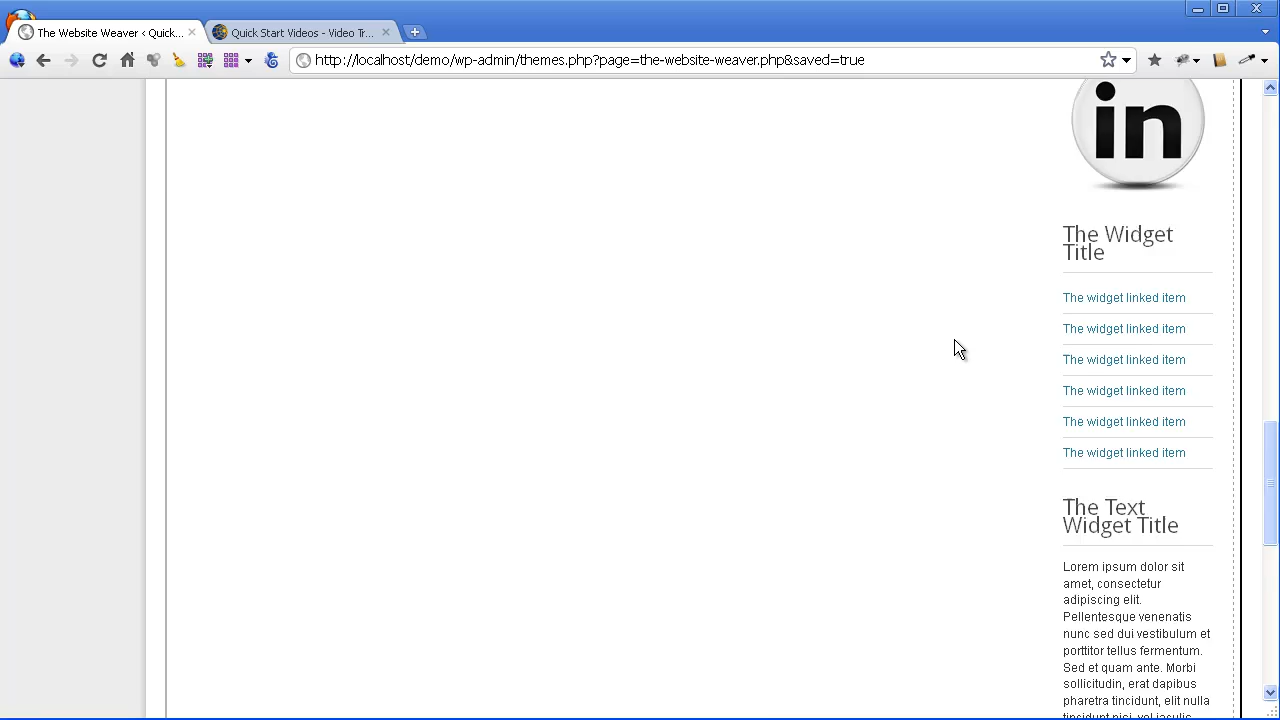 The Website Weaver ‹ Quick...
Quick Start Videos - Video Tr...
http://localhost/demo/wp-admin/themes.php?page=the-website-weaver.php&saved=true
in
The Widget
Title
The widget linked item
The widget linked item
The widget linked item
The widget linked item
The widget linked item
The widget linked item
The Text
Widget Title
Lorem ipsum dolor sit
amet, consectetur
adipiscing elit.
Pellentesque venenatis
nunc sed dui vestibulum et
porttitor tellus fermentum.
Sed et quam ante. Morbi
sollicitudin, erat dapibus
pharetra tincidunt, elit nulla
tincidunt nisi, vel iaculis